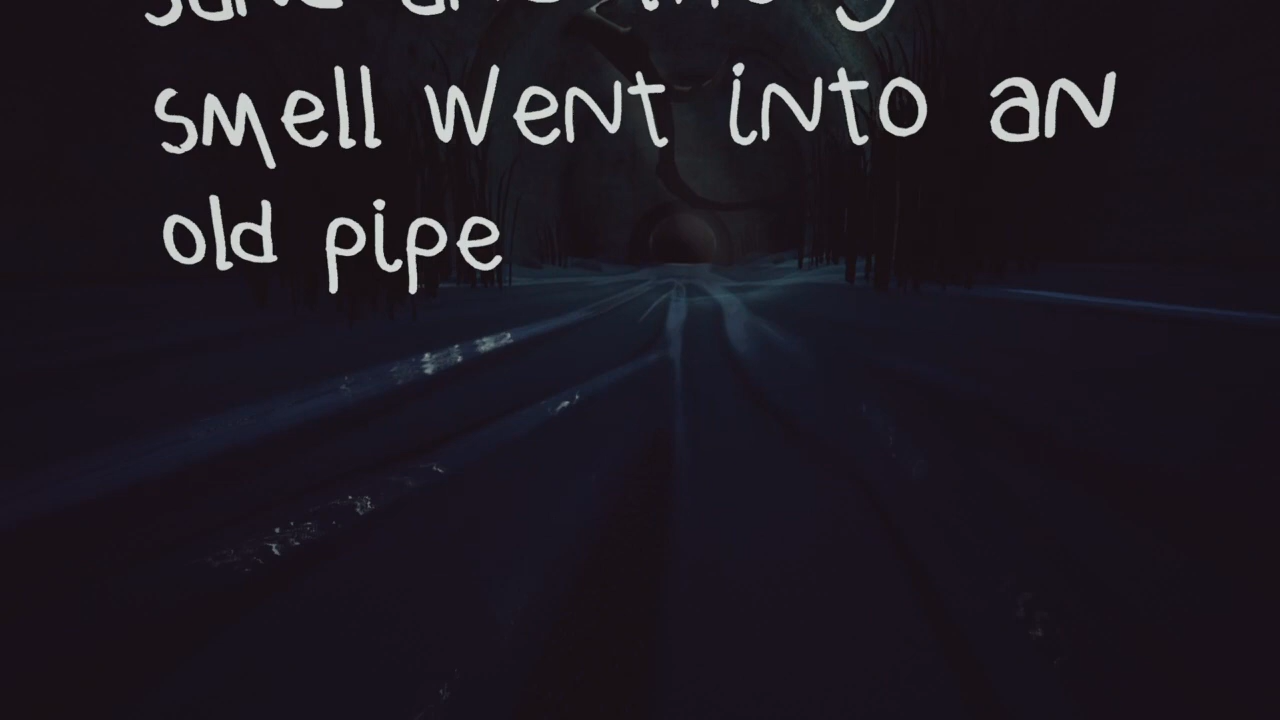 smell went into an
old pipe